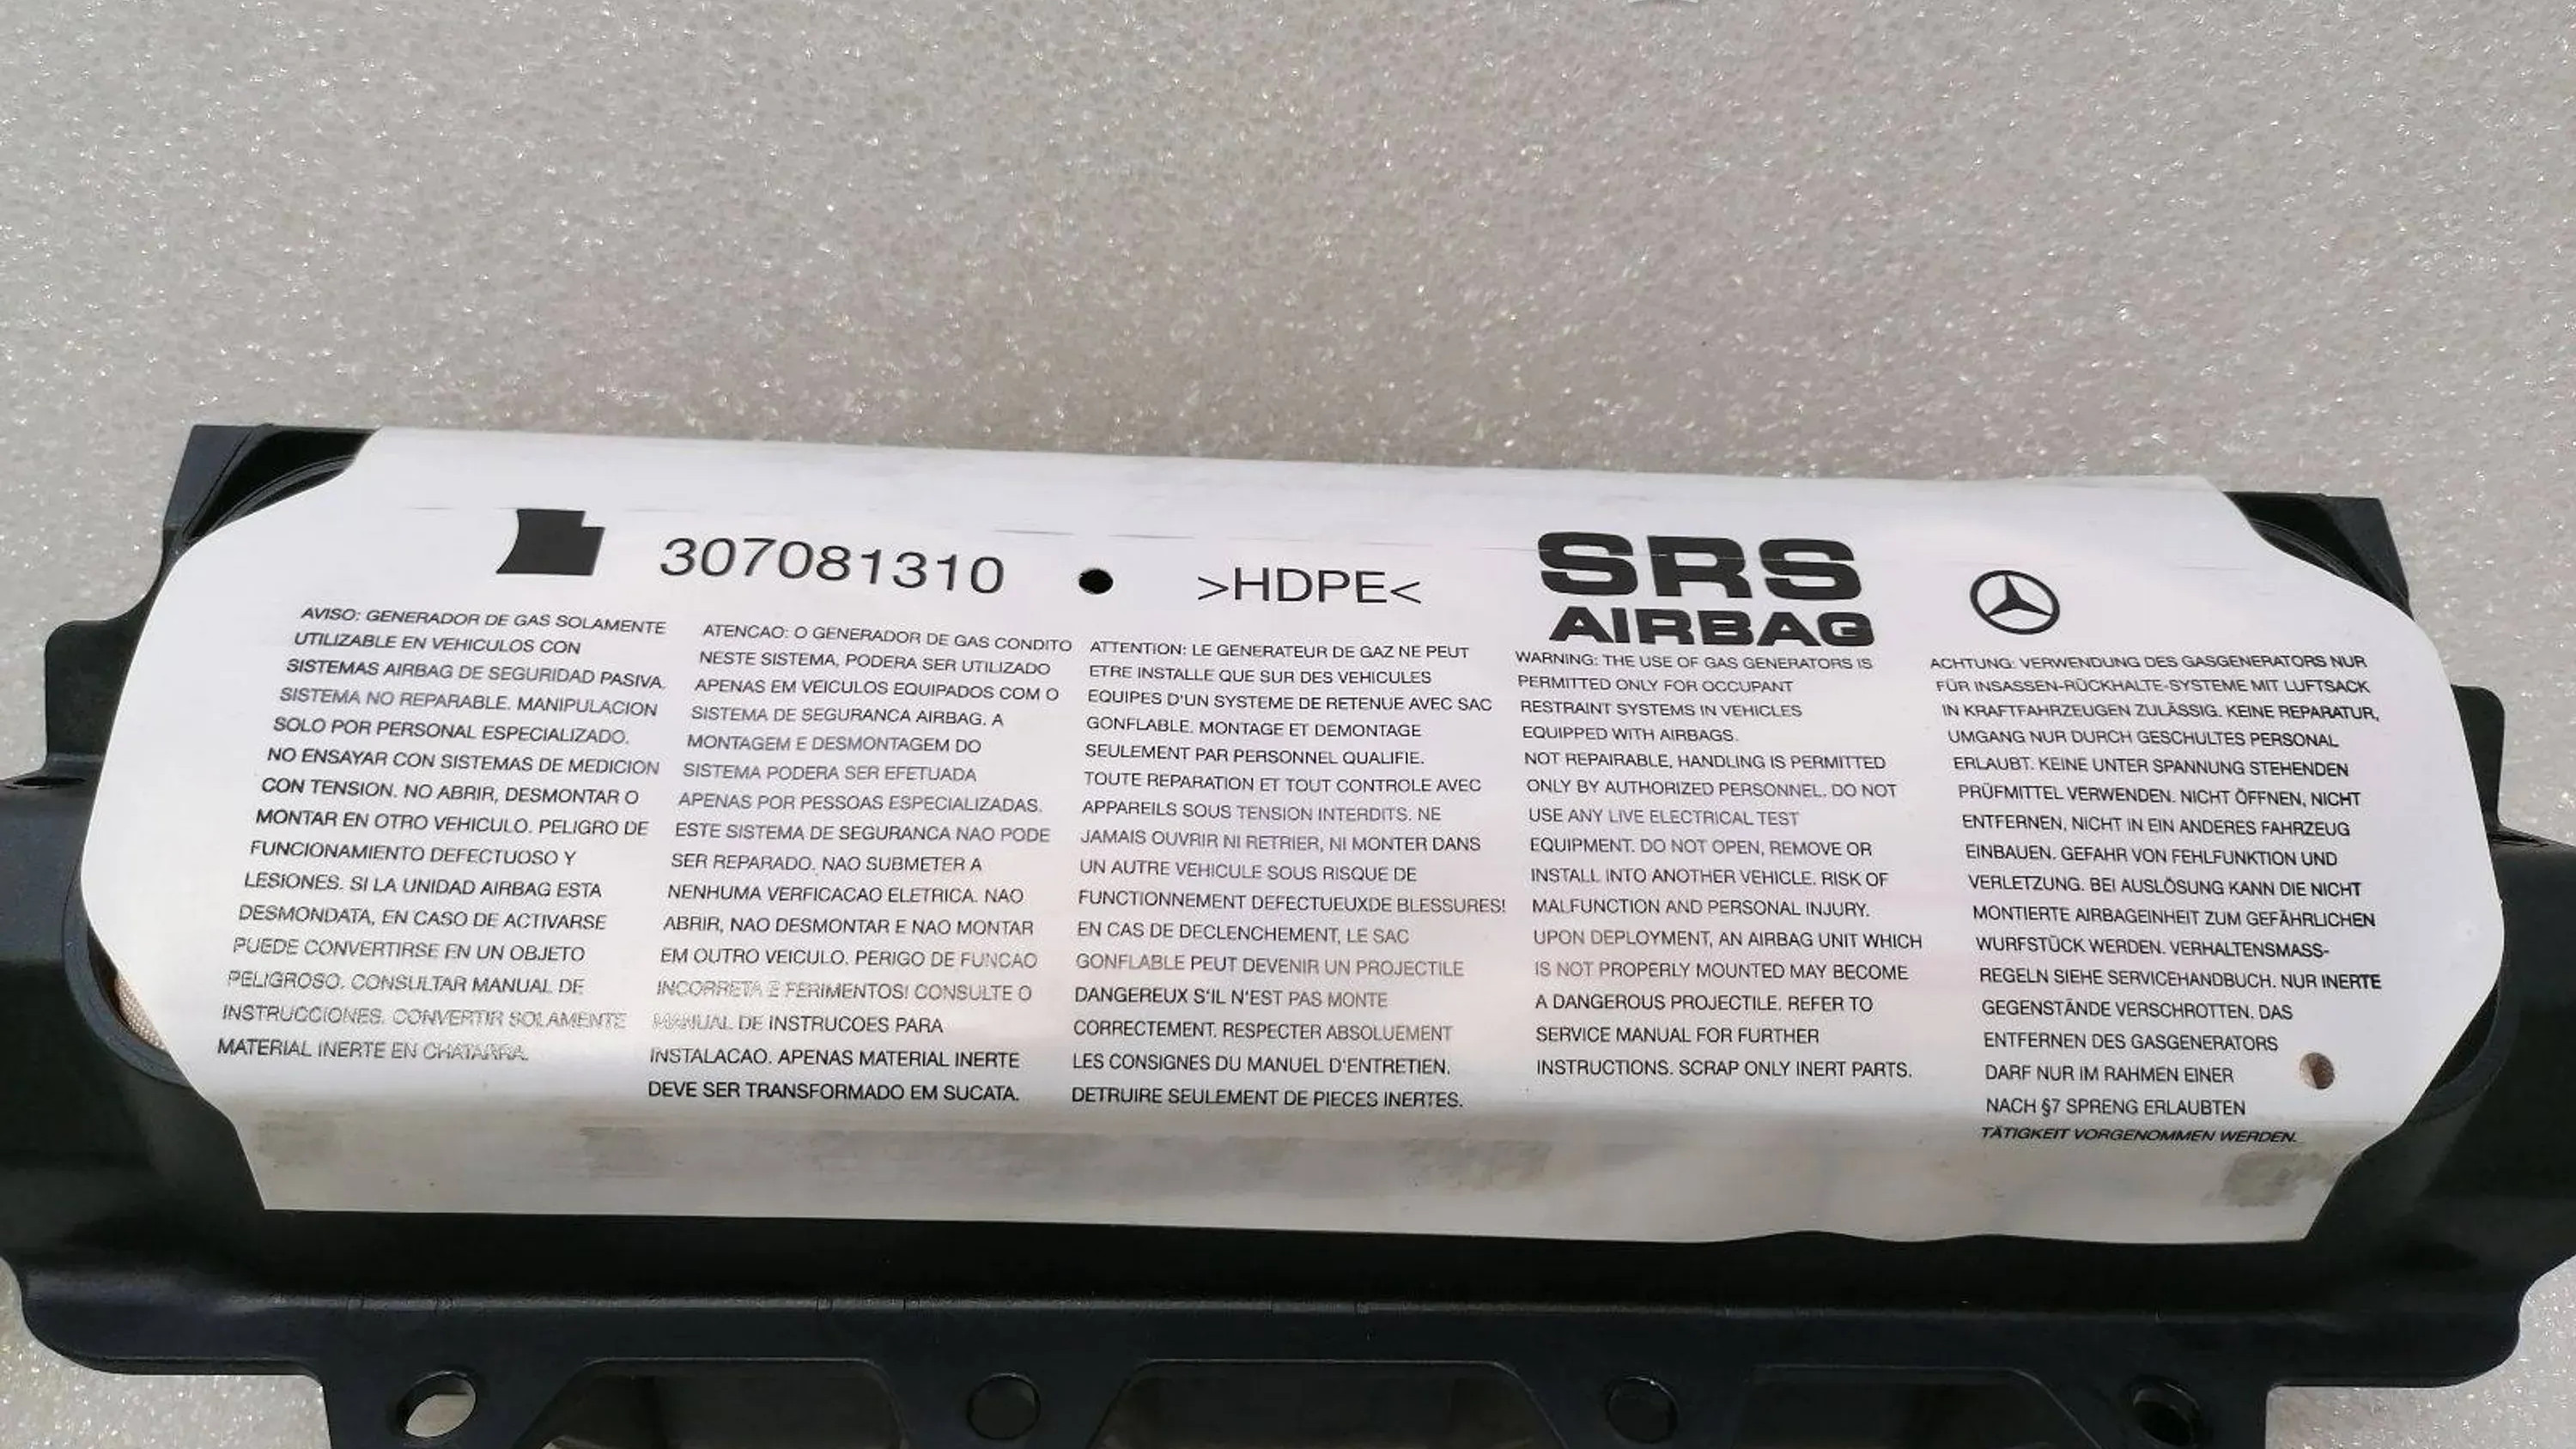 307081310
>HDPE<
SRS
AIRBAG
AVISO: GENERADOR DE GAS SOLAMENTE
UTILIZABLE EN VEHICULOS CON
SISTEMAS AIRBAG DE SEGURIDAD PASIVA.
SISTEMA NO REPARABLE. MANIPULACION
SOLO POR PERSONAL ESPECIALIZADO.
NO ENSAYAR CON SISTEMAS DE MEDICION
CON TENSION. NO ABRIR, DESMONTAR O
MONTAR EN OTRO VEHICULO. PELIGRO DE
FUNCIONAMIENTO DEFECTUOSO Y
LESIONES. SI LA UNIDAD AIRBAG ESTA
DESMONDATA, EN CASO DE ACTIVARSE
PUEDE CONVERTIRSE EN UN OBJETO
PELIGROSO. CONSULTAR MANUAL DE
INSTRUCCIONES. CONVERTIR SOLAMENTE
MATERIAL INERTE EN CHATARRA.
ATENCAO: O GENERADOR DE GAS CONDITO
NESTE SISTEMA, PODERA SER UTILIZADO
APENAS EM VEICULOS EQUIPADOS COM O
SISTEMA DE SEGURANCA AIRBAG. A
MONTAGEM E DESMONTAGEM DO
SISTEMA PODERA SER EFETUADA
APENAS POR PESSOAS ESPECIALIZADAS.
ESTE SISTEMA DE SEGURANCA NAO PODE
SER REPARADO. NAO SUBMETER A
NENHUMA VERFICACAO ELETRICA. NAO
ABRIR, NAO DESMONTAR E NAO MONTAR
EM OUTRO VEICULO. PERIGO DE FUNCAO
INCORRETA E FERIMENTOS! CONSULTE O
MANUAL DE INSTRUCOES PARA
INSTALACAO. APENAS MATERIAL INERTE
DEVE SER TRANSFORMADO EM SUCATA.
ATTENTION: LE GENERATEUR DE GAZ NE PEUT
ETRE INSTALLE QUE SUR DES VEHICULES
EQUIPES D'UN SYSTEME DE RETENUE AVEC SAC
GONFLABLE. MONTAGE ET DEMONTAGE
SEULEMENT PAR PERSONNEL QUALIFIE.
TOUTE REPARATION ET TOUT CONTROLE AVEC
APPAREILS SOUS TENSION INTERDITS. NE
JAMAIS OUVRIR NI RETRIER, NI MONTER DANS
UN AUTRE VEHICULE SOUS RISQUE DE
FUNCTIONNEMENT DEFECTUEUXDE BLESSURES!
EN CAS DE DECLENCHEMENT, LE SAC
GONFLABLE PEUT DEVENIR UN PROJECTILE
DANGEREUX S'IL N'EST PAS MONTE
CORRECTEMENT. RESPECTER ABSOLUEMENT
LES CONSIGNES DU MANUEL D'ENTRETIEN.
DETRUIRE SEULEMENT DE PIECES INERTES.
WARNING: THE USE OF GAS GENERATORS IS
PERMITTED ONLY FOR OCCUPANT
RESTRAINT SYSTEMS IN VEHICLES
EQUIPPED WITH AIRBAGS.
NOT REPAIRABLE, HANDLING IS PERMITTED
ONLY BY AUTHORIZED PERSONNEL. DO NOT
USE ANY LIVE ELECTRICAL TEST
EQUIPMENT. DO NOT OPEN, REMOVE OR
INSTALL INTO ANOTHER VEHICLE. RISK OF
MALFUNCTION AND PERSONAL INJURY.
UPON DEPLOYMENT, AN AIRBAG UNIT WHICH
IS NOT PROPERLY MOUNTED MAY BECOME
A DANGEROUS PROJECTILE. REFER TO
SERVICE MANUAL FOR FURTHER
INSTRUCTIONS. SCRAP ONLY INERT PARTS.
ACHTUNG: VERWENDUNG DES GASGENERATORS NUR
FÜR INSASSEN-RÜCKHALTE-SYSTEME MIT LUFTSACK
IN KRAFTFAHRZEUGEN ZULÄSSIG. KEINE REPARATUR,
UMGANG NUR DURCH GESCHULTES PERSONAL
ERLAUBT. KEINE UNTER SPANNUNG STEHENDEN
PRÜFMITTEL VERWENDEN. NICHT ÖFFNEN, NICHT
ENTFERNEN, NICHT IN EIN ANDERES FAHRZEUG
EINBAUEN. GEFAHR VON FEHLFUNKTION UND
VERLETZUNG. BEI AUSLÖSUNG KANN DIE NICHT
MONTIERTE AIRBAGEINHEIT ZUM GEFÄHRLICHEN
WURFSTÜCK WERDEN. VERHALTENSMASS-
REGELN SIEHE SERVICEHANDBUCH. NUR INERTE
GEGENSTÄNDE VERSCHROTTEN. DAS
ENTFERNEN DES GASGENERATORS
DARF NUR IM RAHMEN EINER
NACH §7 SPRENG ERLAUBTEN
TÄTIGKEIT VORGENOMMEN WERDEN.